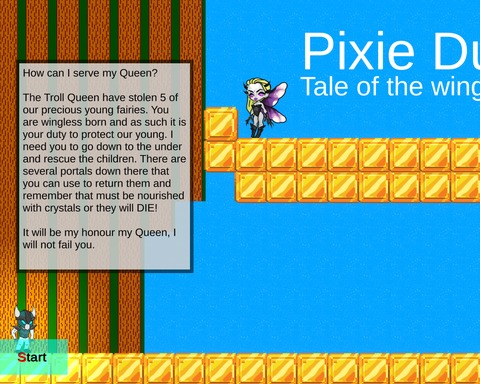 Pixie Du
Tale of the wing
How can I serve my Queen?
The Troll Queen have stolen 5 of
our precious young fairies. You
are wingless born and as such it is
your duty to protect our young. I
need you to go down to the under
and rescue the children. There are
several portals down there that
you can use to return them and
remember that must be nourished
with crystals or they will DIE!
It will be my honour my Queen, I
will not fail you.
Start